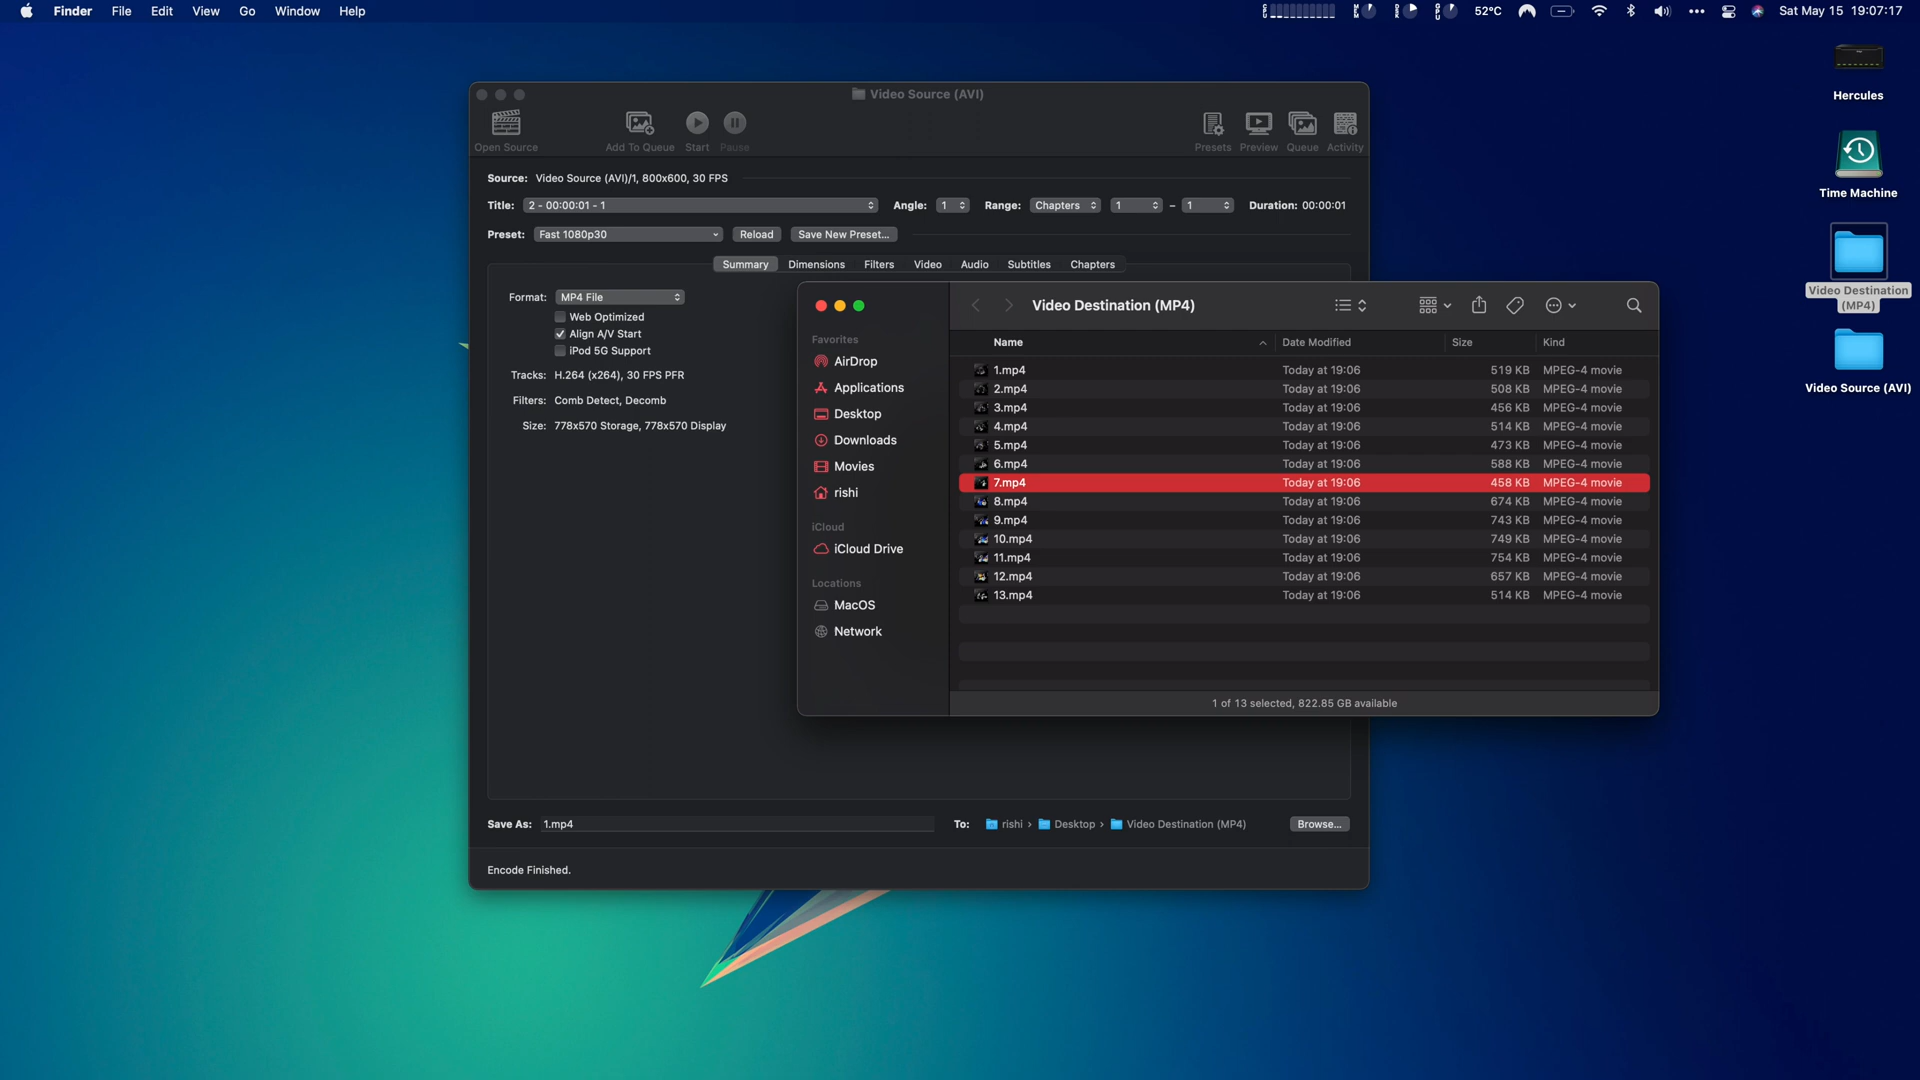 Finder File Edit View Go Window Help
52°C Sat May 15 19:07:17
Hercules
Time Machine
Video Destination
(MP4)
Video Source (AVI)
Video Source (AVI)
Open Source Add To Queue Start Pause Presets Preview Queue Activity
Source: Video Source (AVI)/1, 800x600, 30 FPS
Title: 2 - 00:00:01 - 1 Angle: 1 Range: Chapters 1 – 1 Duration: 00:00:01
Preset: Fast 1080p30 Reload Save New Preset...
Summary Dimensions Filters Video Audio Subtitles Chapters
Format: MP4 File
Web Optimized
Align A/V Start
iPod 5G Support
Tracks: H.264 (x264), 30 FPS PFR
Filters: Comb Detect, Decomb
Size: 778x570 Storage, 778x570 Display
Video Destination (MP4)
Favorites
AirDrop
Applications
Desktop
Downloads
Movies
rishi
iCloud
iCloud Drive
Locations
MacOS
Network
Name Date Modified Size Kind
1.mp4 Today at 19:06 519 KB MPEG-4 movie
2.mp4 Today at 19:06 508 KB MPEG-4 movie
3.mp4 Today at 19:06 456 KB MPEG-4 movie
4.mp4 Today at 19:06 514 KB MPEG-4 movie
5.mp4 Today at 19:06 473 KB MPEG-4 movie
6.mp4 Today at 19:06 588 KB MPEG-4 movie
7.mp4 Today at 19:06 458 KB MPEG-4 movie
8.mp4 Today at 19:06 674 KB MPEG-4 movie
9.mp4 Today at 19:06 743 KB MPEG-4 movie
10.mp4 Today at 19:06 749 KB MPEG-4 movie
11.mp4 Today at 19:06 754 KB MPEG-4 movie
12.mp4 Today at 19:06 657 KB MPEG-4 movie
13.mp4 Today at 19:06 514 KB MPEG-4 movie
1 of 13 selected, 822.85 GB available
Save As: 1.mp4 To: rishi › Desktop › Video Destination (MP4) Browse...
Encode Finished.